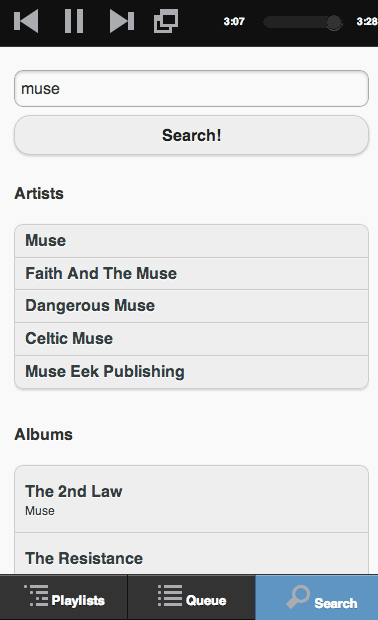 3:07 3:28
muse
Search!
Artists
Muse
Faith And The Muse
Dangerous Muse
Celtic Muse
Muse Eek Publishing
Albums
The 2nd Law
Muse
The Resistance
Playlists Queue Search